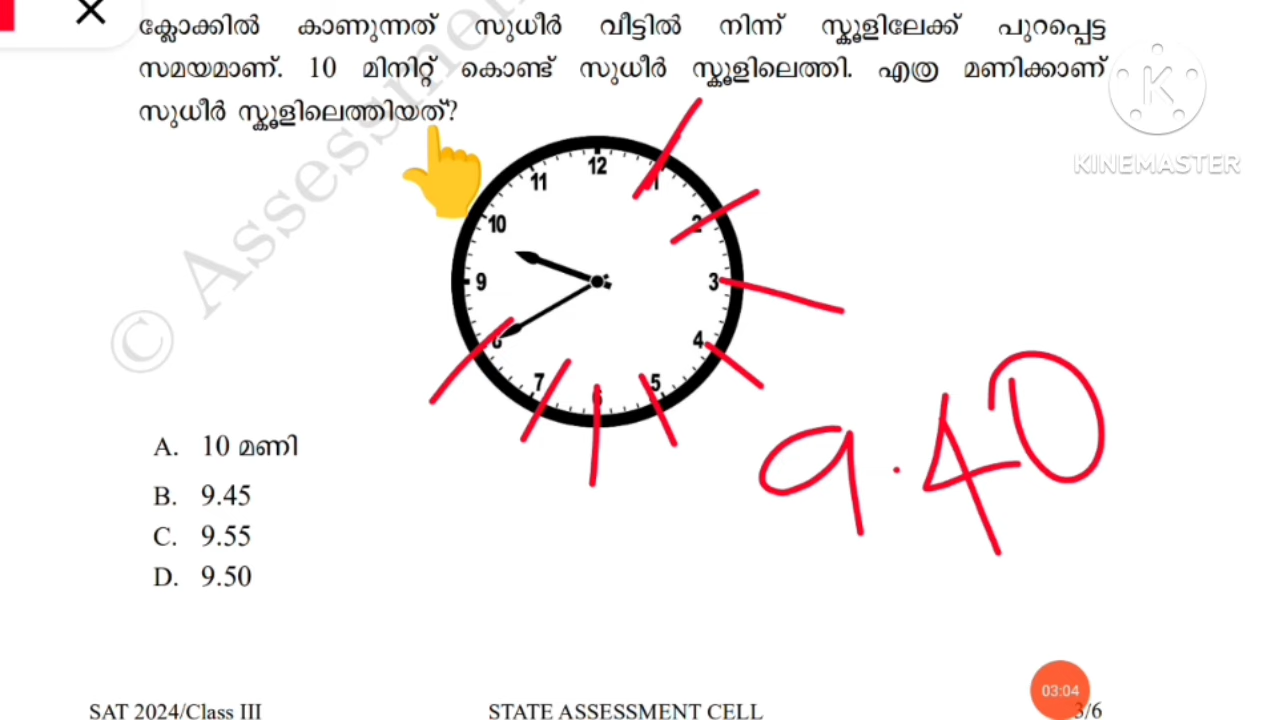 ക്ലോക്കിൽ കാണുന്നത് സുധീർ വീട്ടിൽ നിന്ന് സ്കൂളിലേക്ക് പുറപ്പെട്ട
സമയമാണ്. 10 മിനിറ്റ് കൊണ്ട് സുധീർ സ്കൂളിലെത്തി. എത്ര മണിക്കാണ്
സുധീർ സ്കൂളിലെത്തിയത്?
K
KINEMASTER
© Assessmen
12
11
1
10
2
9
3
8
4
7
5
6
9.40
A. 10 മണി
B. 9.45
C. 9.55
D. 9.50
03:04
SAT 2024/Class III STATE ASSESSMENT CELL 3/6